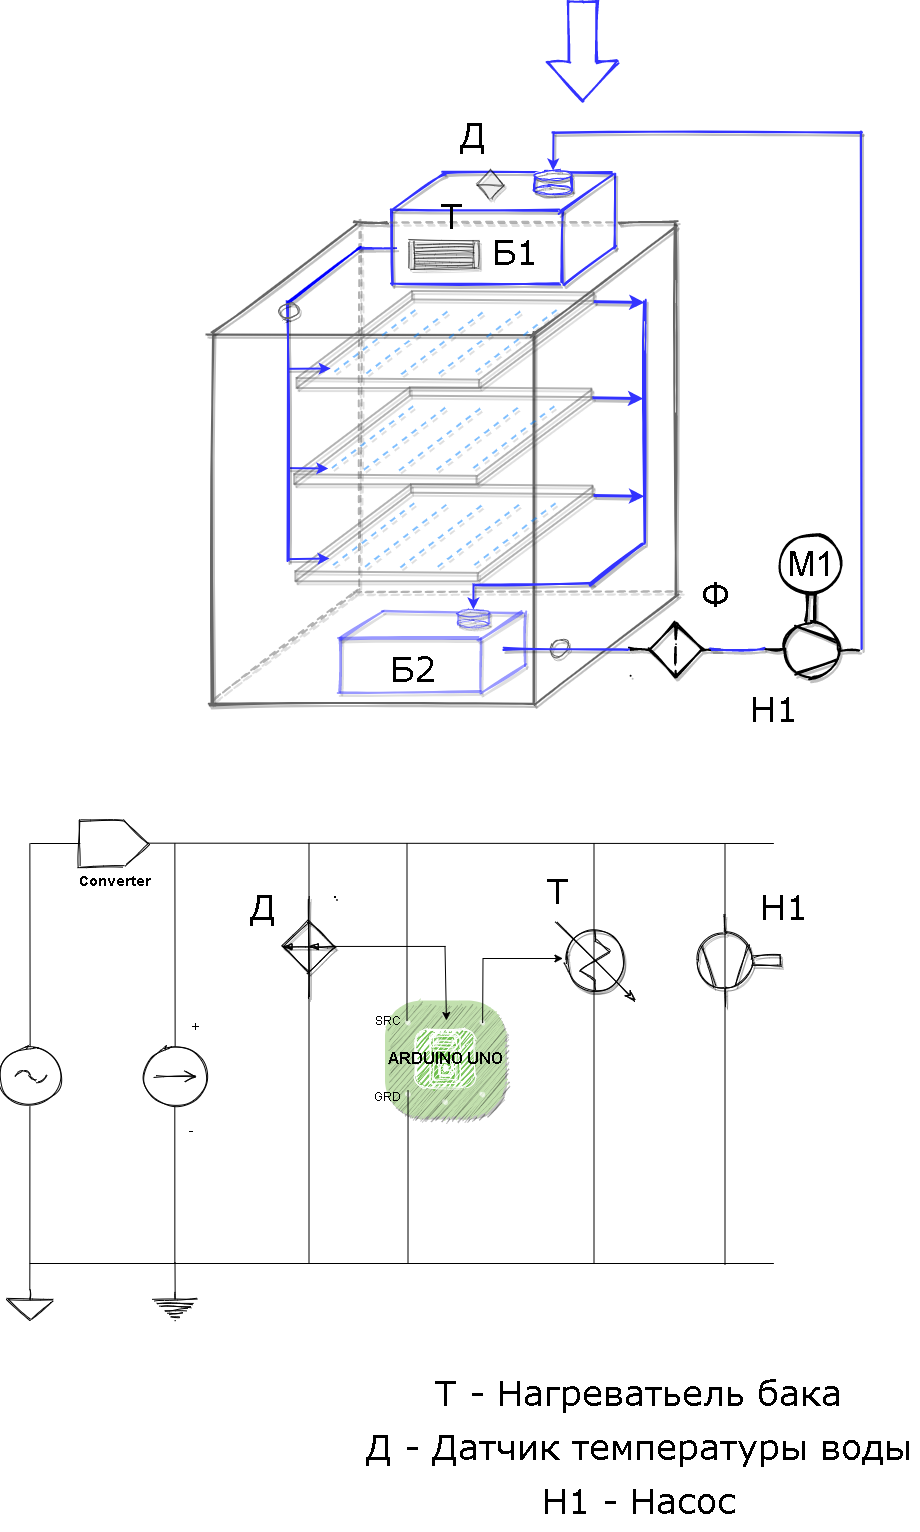 Д
Т
Б1
М1
Ф
Б2
Н1
Converter
Д
Т
Н1
SRC
+
ARDUINO UNO
GRD
-
Т - Нагреватьель бака
Д - Датчик температуры воды
Н1 - Насос